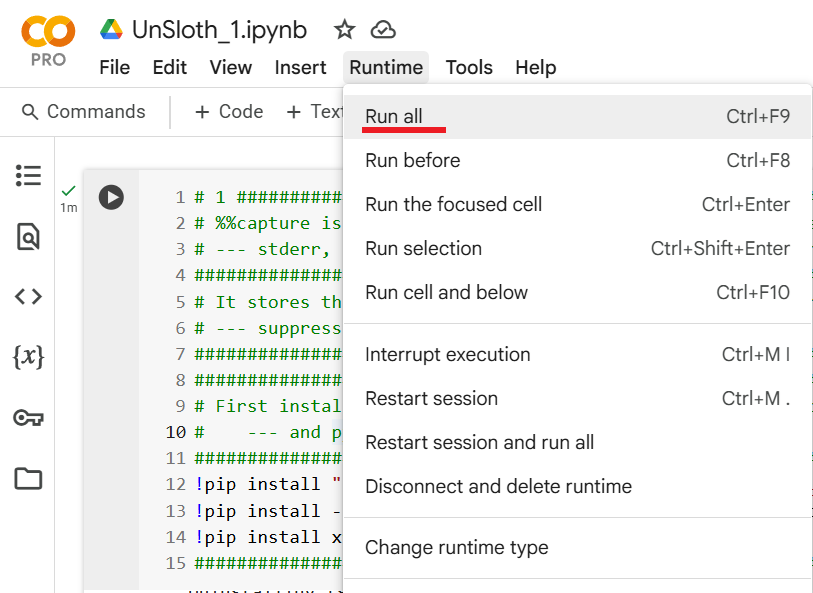 UnSloth_1.ipynb
PRO
File Edit View Insert Runtime Tools Help
Commands + Code + Text
Run all Ctrl+F9
Run before Ctrl+F8
Run the focused cell Ctrl+Enter
Run selection Ctrl+Shift+Enter
Run cell and below Ctrl+F10
Interrupt execution Ctrl+M I
Restart session Ctrl+M .
Restart session and run all
Disconnect and delete runtime
Change runtime type
1m
1 # 1 ##########
2 # %%capture is
3 # --- stderr,
4 ##############
5 # It stores th
6 # --- suppress
7 ##############
8 ##############
9 # First instal
10 #    --- and p
11 ##############
12 !pip install "
13 !pip install -
14 !pip install x
15 ##############